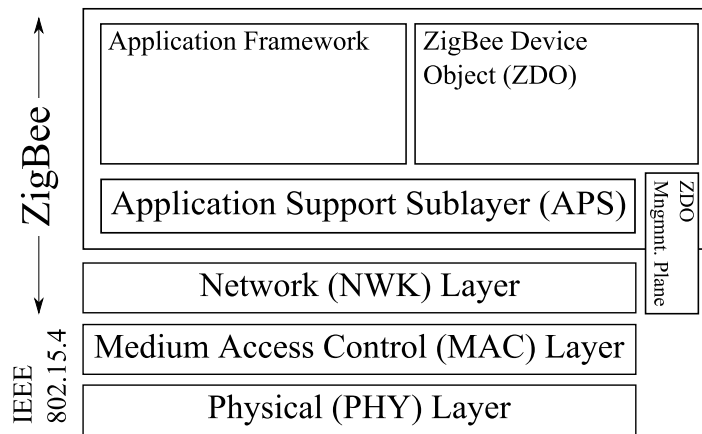 Application Framework
ZigBee Device
Object (ZDO)
ZigBee
Application Support Sublayer (APS)
ZDO
Mngmnt. Plane
Network (NWK) Layer
IEEE
802.15.4
Medium Access Control (MAC) Layer
Physical (PHY) Layer